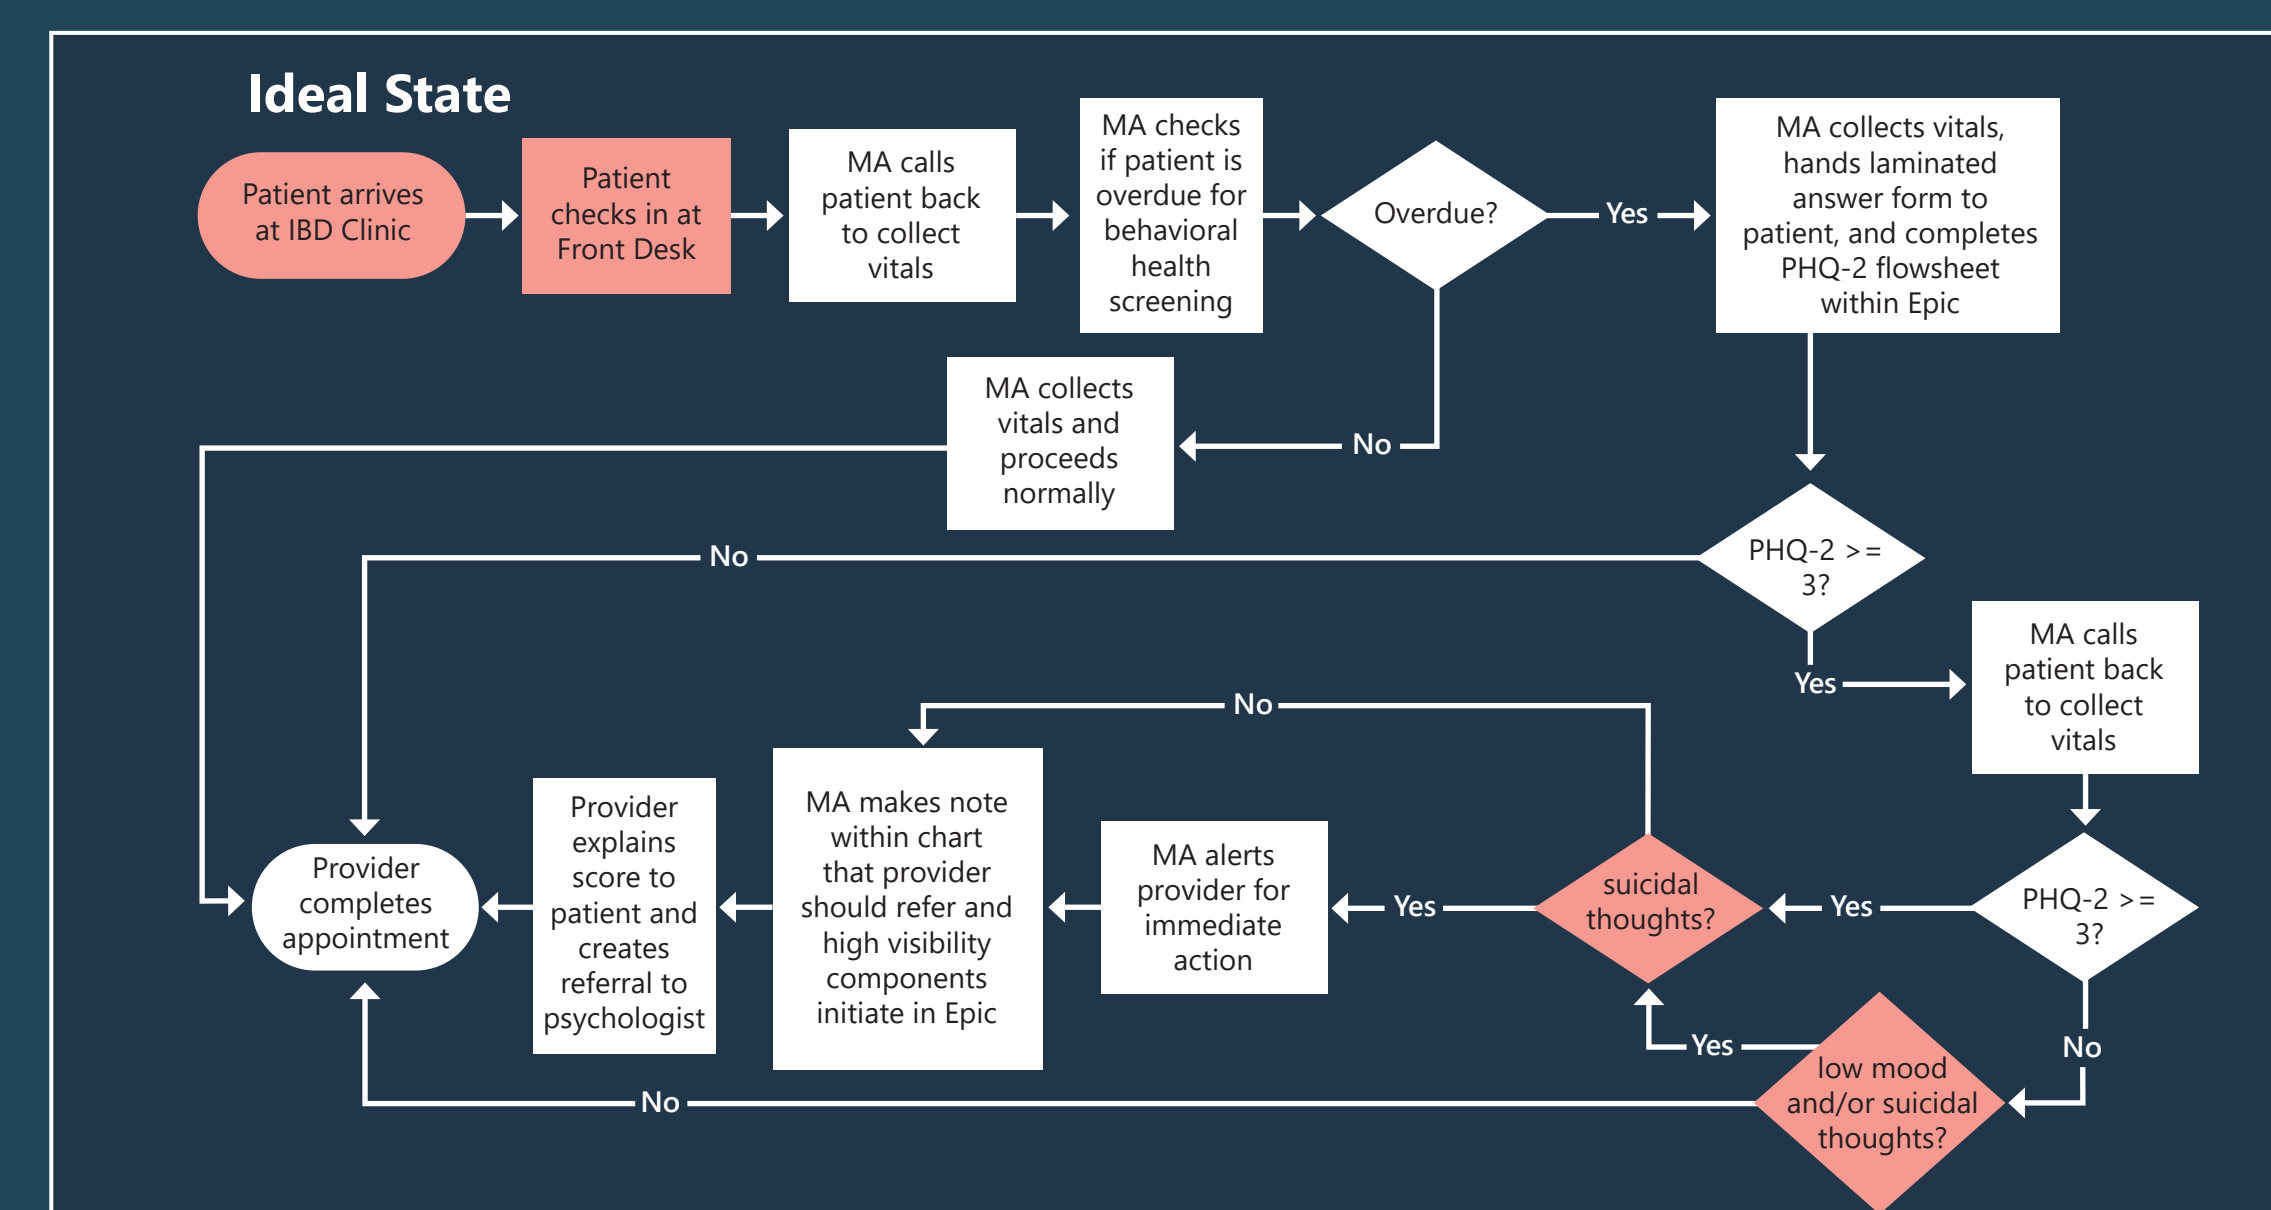 Ideal State
Patient arrives
at IBD Clinic
Patient
checks in at
Front Desk
MA calls
patient back
to collect
vitals
MA checks
if patient is
overdue for
behavioral
health
screening
Overdue?
Yes
MA collects vitals,
hands laminated
answer form to
patient, and completes
PHQ-2 flowsheet
within Epic
No
MA collects
vitals and
proceeds
normally
PHQ-2 >=
3?
No
Yes
MA calls
patient back
to collect
vitals
PHQ-2 >=
3?
Yes
No
suicidal
thoughts?
No
Yes
low mood
and/or suicidal
thoughts?
Yes
No
MA alerts
provider for
immediate
action
MA makes note
within chart
that provider
should refer and
high visibility
components
initiate in Epic
Provider
explains
score to
patient and
creates
referral to
psychologist
Provider
completes
appointment